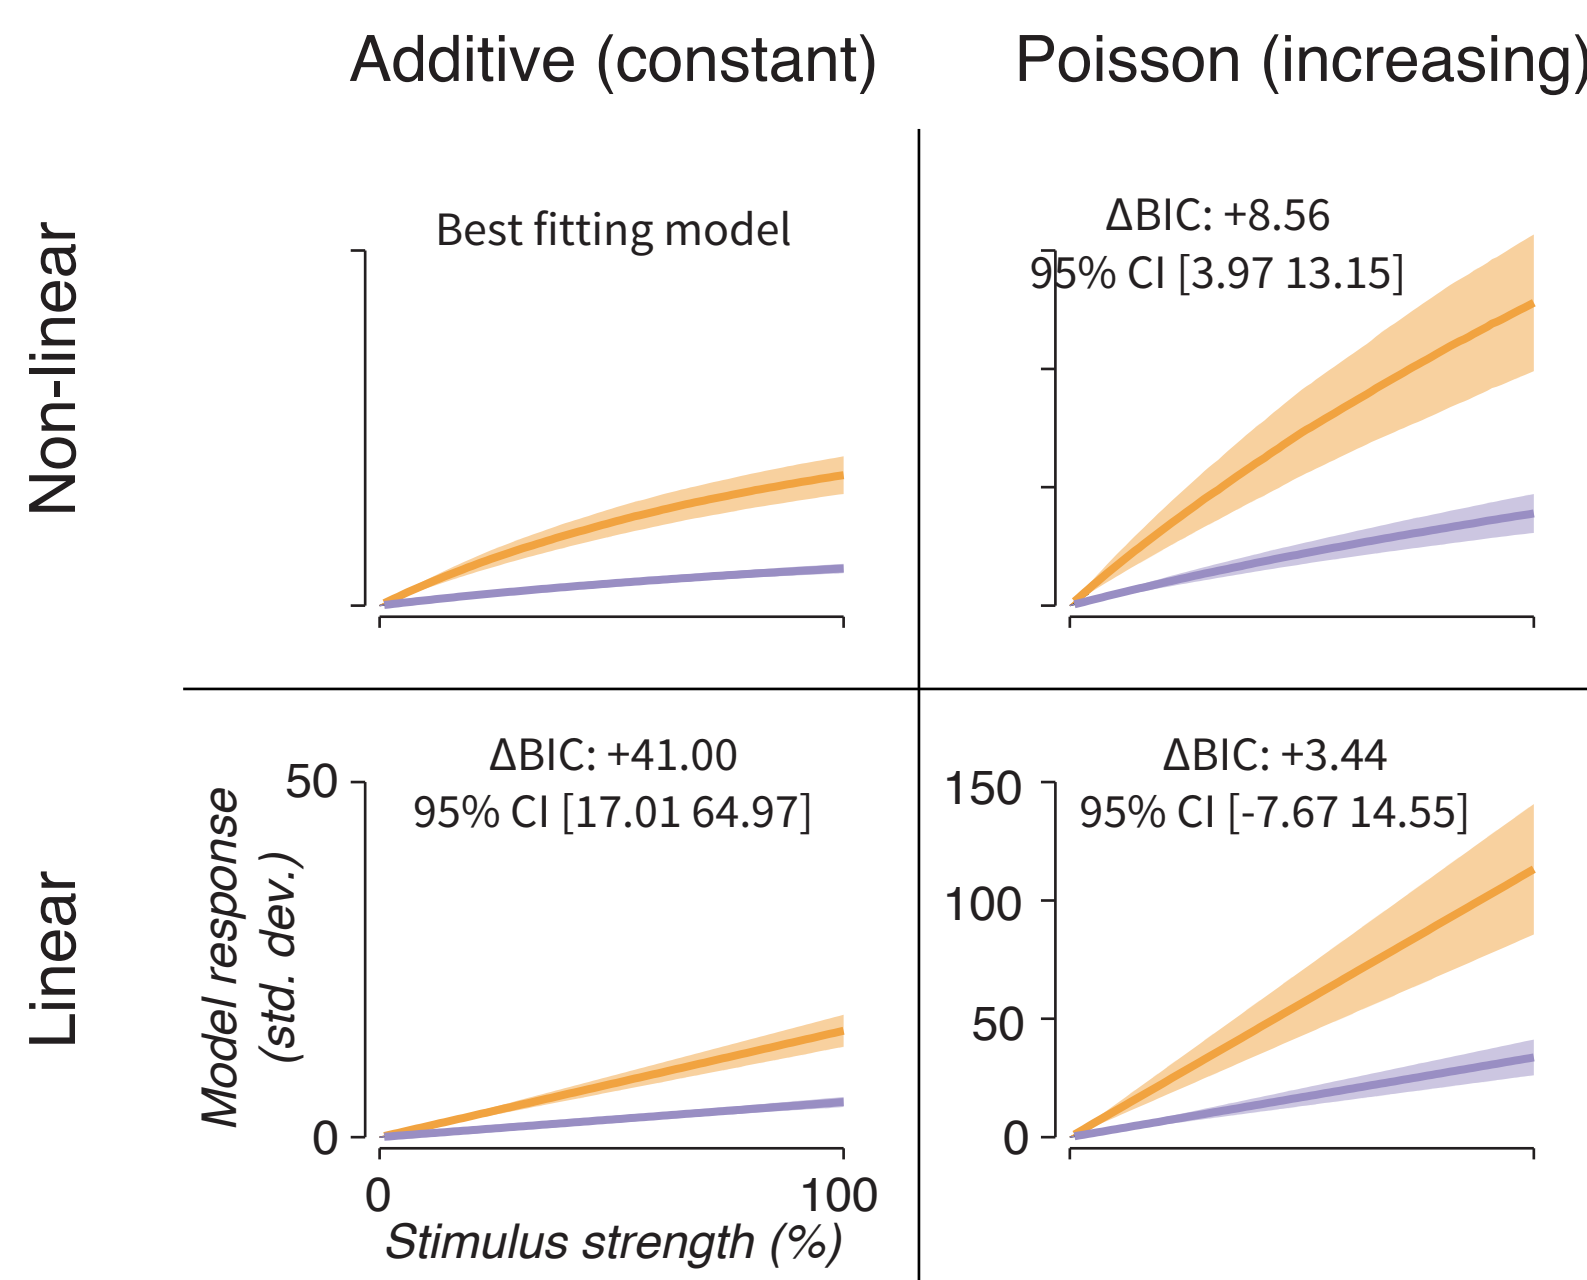 Additive (constant)
Poisson (increasing)
Non-linear
Best fitting model
ΔBIC: +8.56
95% CI [3.97 13.15]
Linear
Model response
(std. dev.)
50
0
ΔBIC: +41.00
95% CI [17.01 64.97]
0
100
Stimulus strength (%)
150
100
50
0
ΔBIC: +3.44
95% CI [-7.67 14.55]